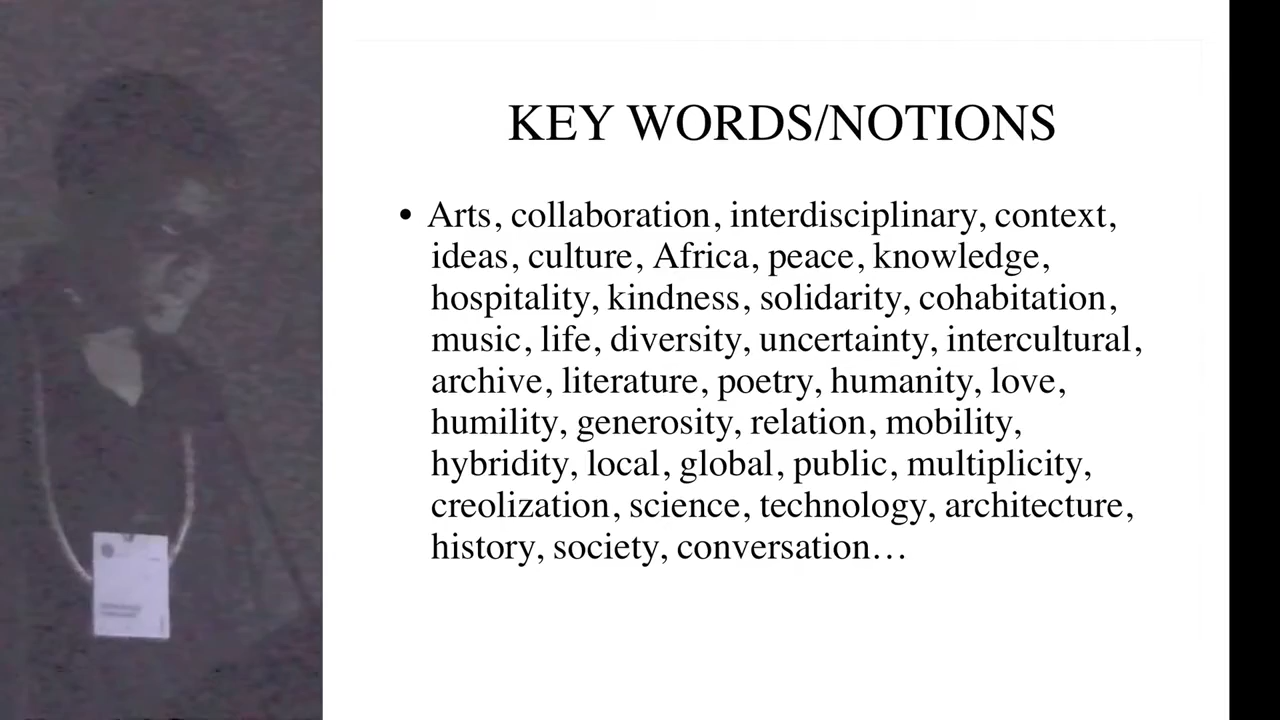 KEY WORDS/NOTIONS
• Arts, collaboration, interdisciplinary, context,
ideas, culture, Africa, peace, knowledge,
hospitality, kindness, solidarity, cohabitation,
music, life, diversity, uncertainty, intercultural,
archive, literature, poetry, humanity, love,
humility, generosity, relation, mobility,
hybridity, local, global, public, multiplicity,
creolization, science, technology, architecture,
history, society, conversation…